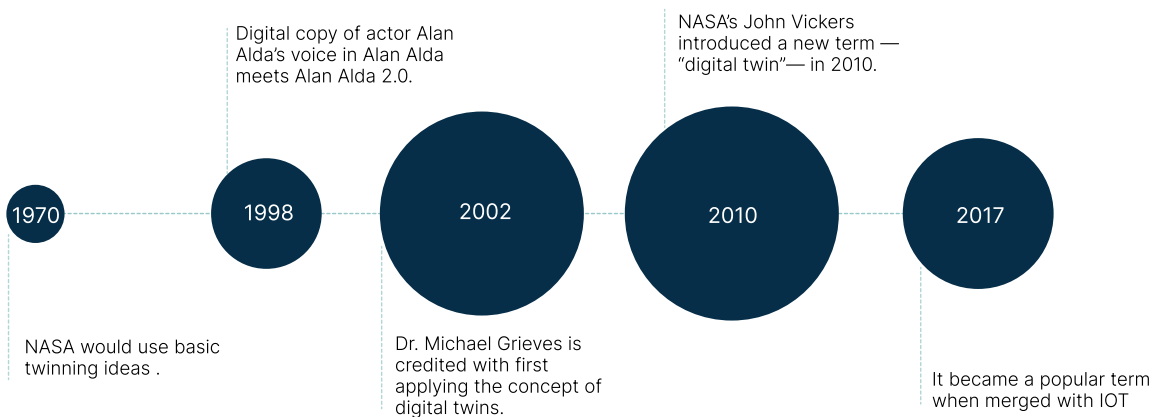 Digital copy of actor Alan
Alda’s voice in Alan Alda
meets Alan Alda 2.0.
NASA’s John Vickers
introduced a new term —
“digital twin”— in 2010.
1970
1998
2002
2010
2017
NASA would use basic
twinning ideas .
Dr. Michael Grieves is
credited with first
applying the concept of
digital twins.
It became a popular term
when merged with IOT